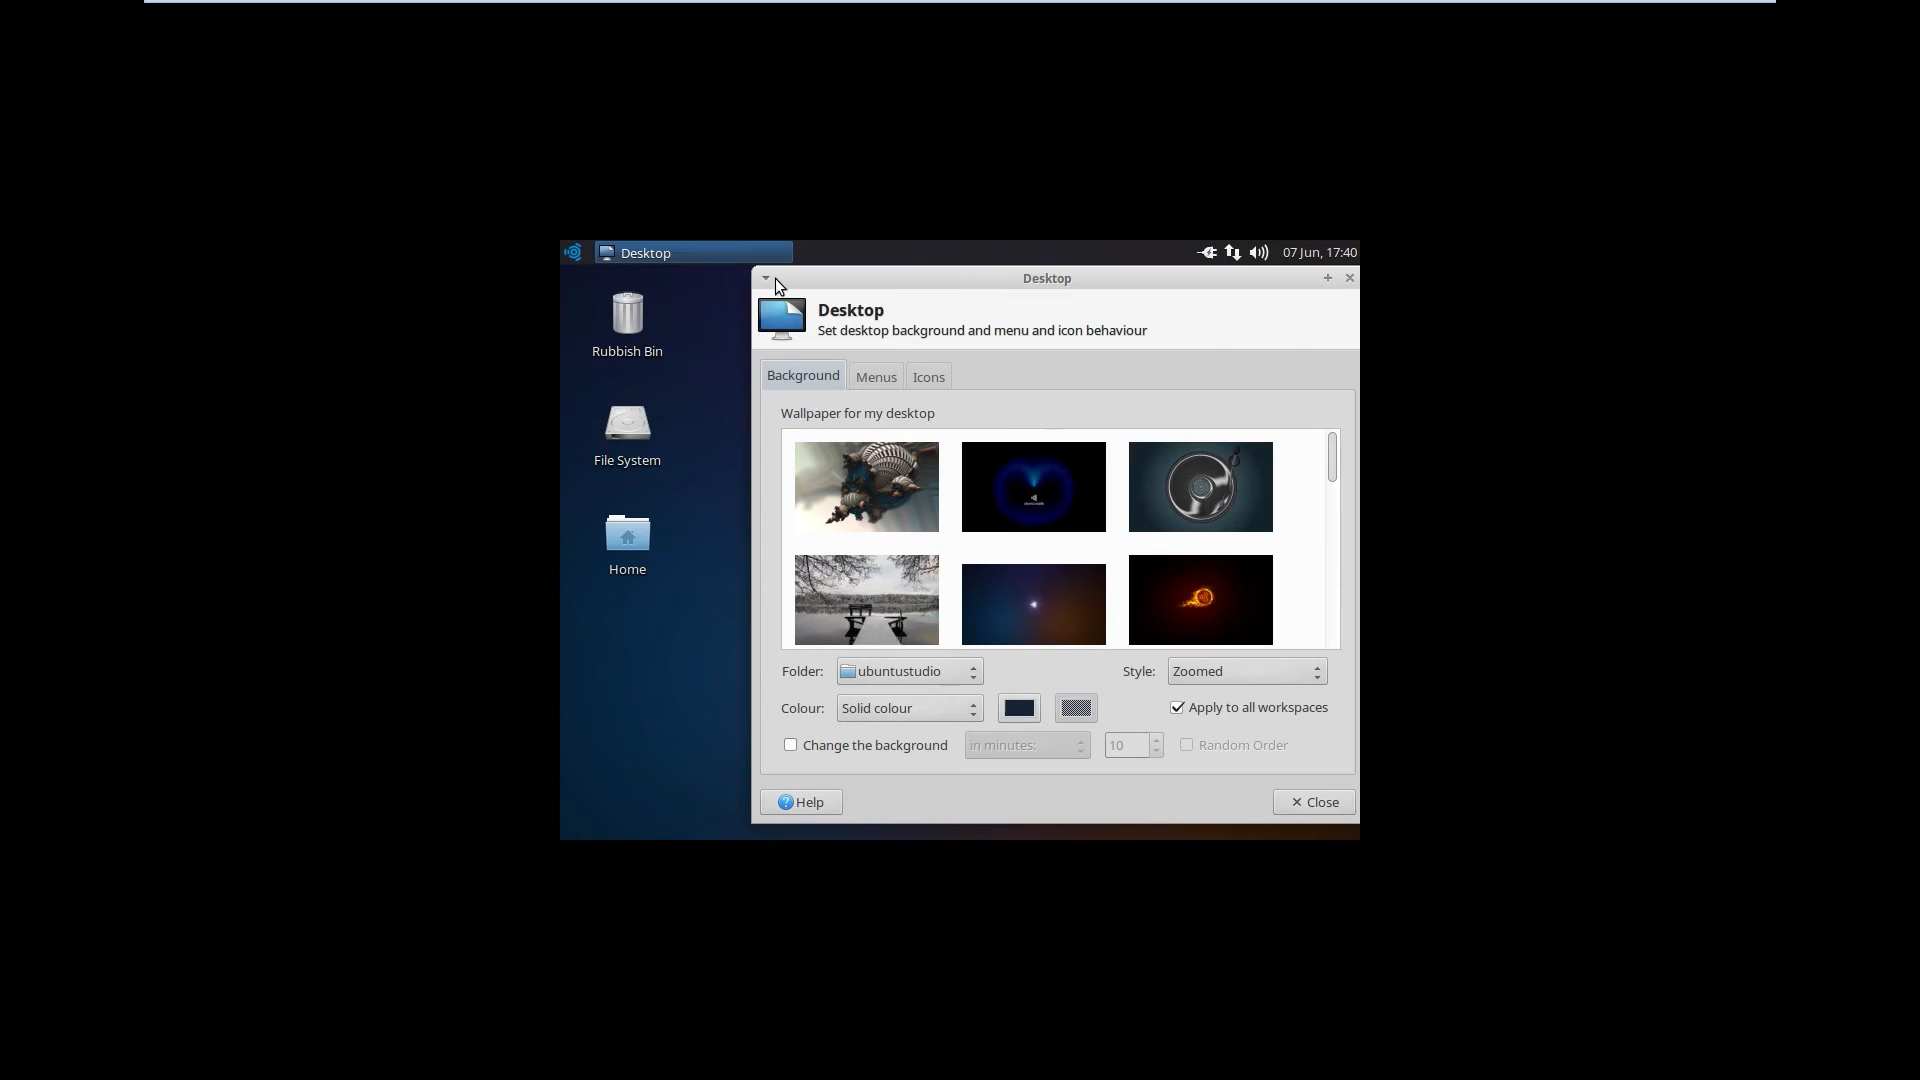 Desktop
07 Jun, 17:40
Desktop
Rubbish Bin
File System
Home
Desktop
Set desktop background and menu and icon behaviour
Background
Menus
Icons
Wallpaper for my desktop
Folder:
ubuntustudio
Style:
Zoomed
Colour:
Solid colour
Apply to all workspaces
Change the background
in minutes:
10
Random Order
Help
Close